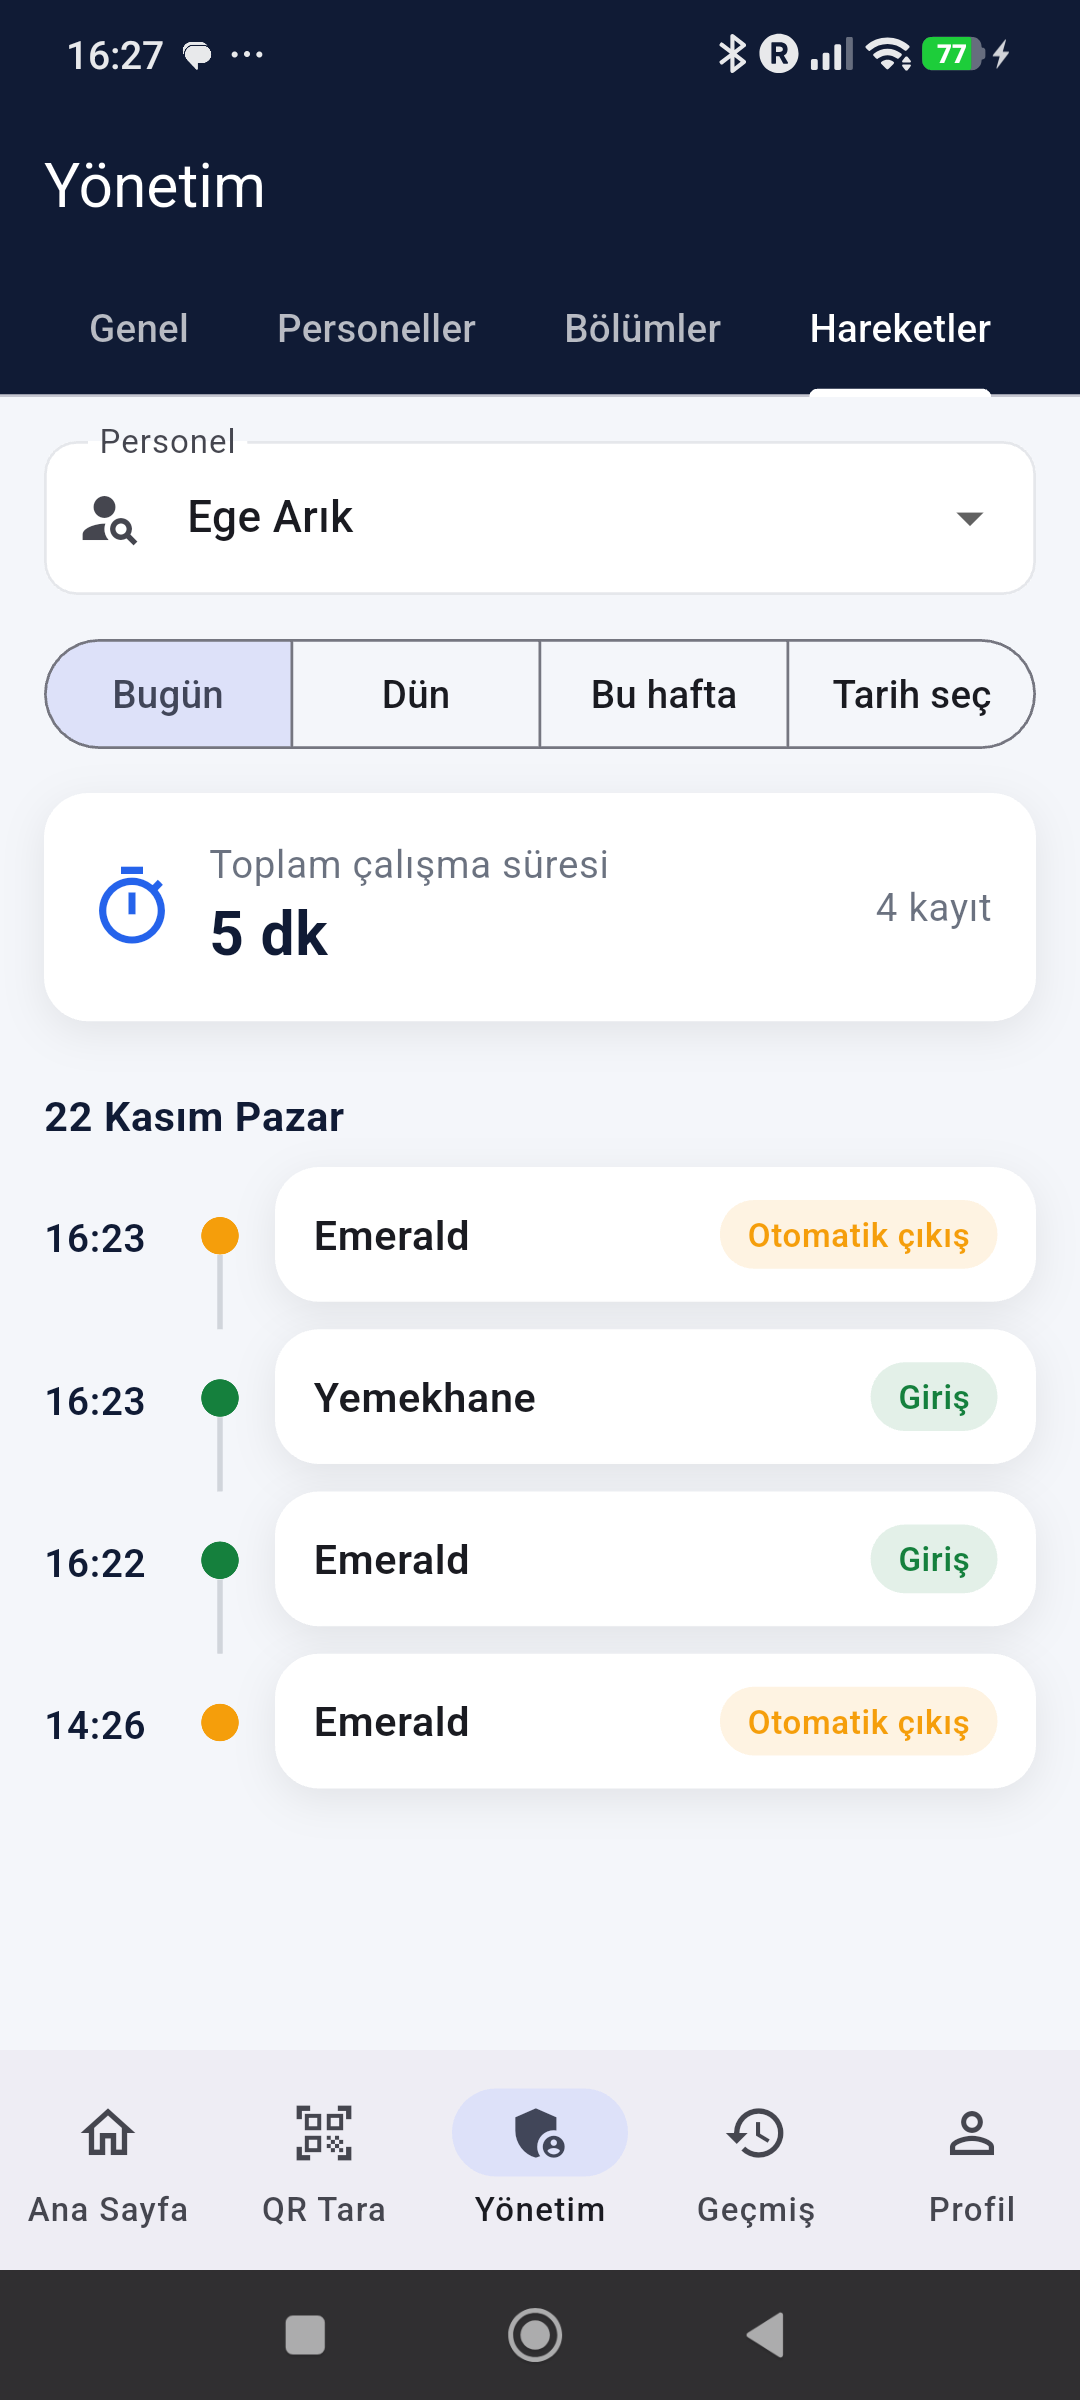 16:27
R
77
Yönetim
Genel Personeller Bölümler Hareketler
Personel
Ege Arık
Bugün Dün Bu hafta Tarih seç
Toplam çalışma süresi
5 dk
4 kayıt
22 Kasım Pazar
16:23 Emerald Otomatik çıkış
16:23 Yemekhane Giriş
16:22 Emerald Giriş
14:26 Emerald Otomatik çıkış
Ana Sayfa QR Tara Yönetim Geçmiş Profil